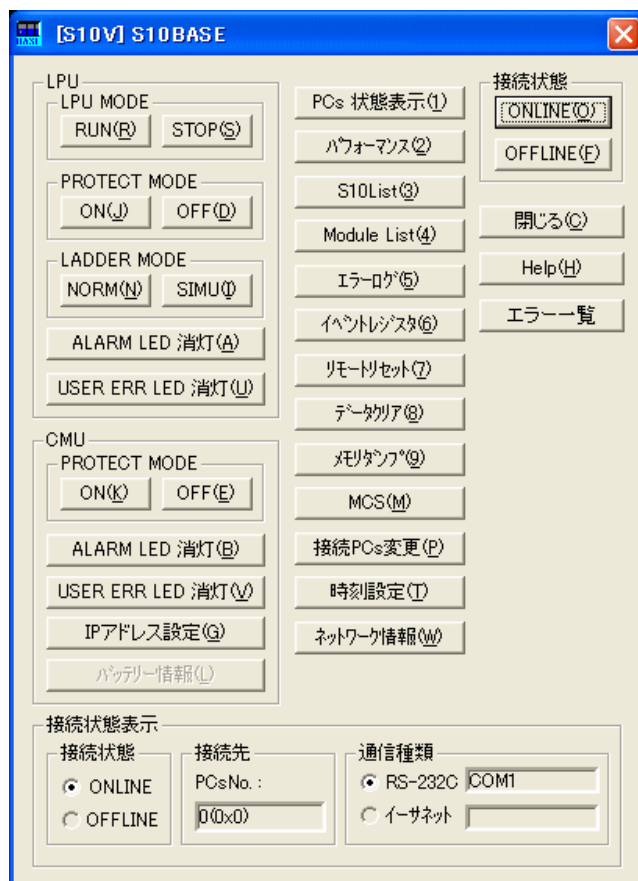 [S10V] S10BASE
LPU
LPU MODE
RUN(R) STOP(S)
PROTECT MODE
ON(J) OFF(D)
LADDER MODE
NORM(N) SIMU(I)
ALARM LED 消灯(A)
USER ERR LED 消灯(U)
CMU
PROTECT MODE
ON(K) OFF(E)
ALARM LED 消灯(B)
USER ERR LED 消灯(V)
IPアドレス設定(G)
バッテリー情報(L)
PCs 状態表示(1)
パフォーマンス(2)
S10List(3)
Module List(4)
エラーログ(5)
イベントレジスタ(6)
リモートリセット(7)
データクリア(8)
メモリダンプ(9)
MCS(M)
接続PCs変更(P)
時刻設定(T)
ネットワーク情報(W)
接続状態
ONLINE(O)
OFFLINE(F)
閉じる(C)
Help(H)
エラー一覧
接続状態表示
接続状態
ONLINE
OFFLINE
接続先
PCsNo. :
0(0x0)
通信種類
RS-232C COM1
イーサネット